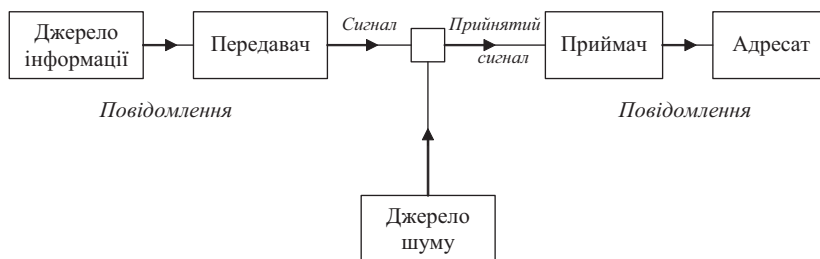 Джерело
інформації
Передавач
Сигнал
Прийнятий
сигнал
Приймач
Адресат
Повідомлення
Повідомлення
Джерело
шуму